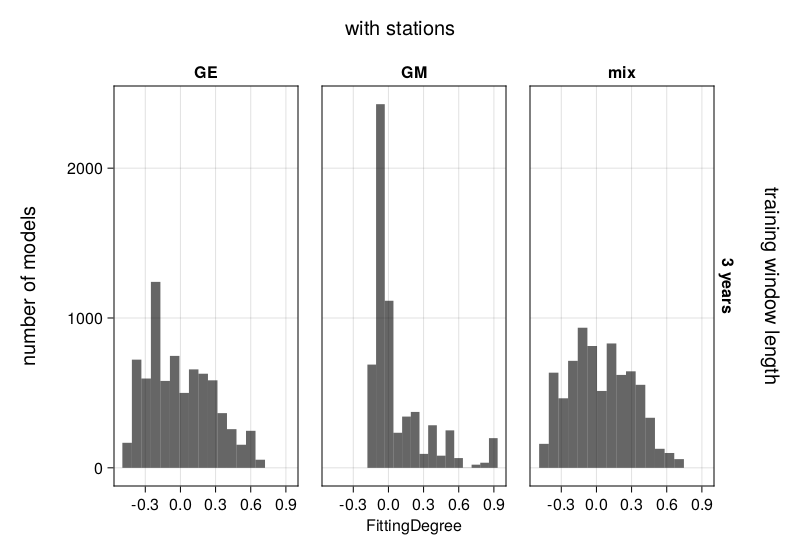 with stations
GE
GM
mix
number of models
2000
1000
0
3 years
training window length
-0.3 0.0 0.3 0.6 0.9
-0.3 0.0 0.3 0.6 0.9
-0.3 0.0 0.3 0.6 0.9
FittingDegree